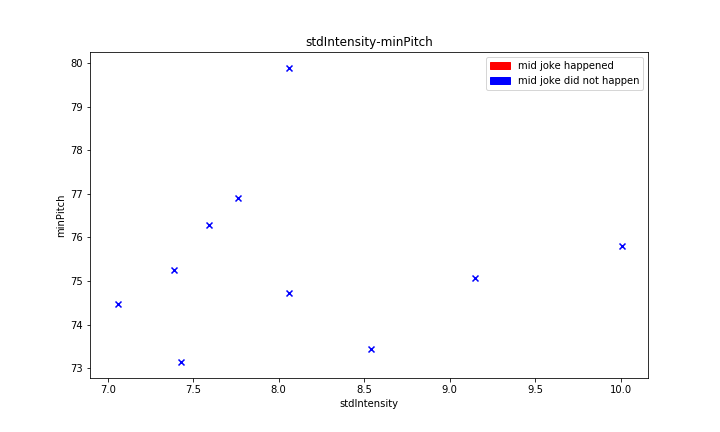 stdIntensity-minPitch
mid joke happened
mid joke did not happen
80
79
78
77
76
75
74
73
minPitch
7.0 7.5 8.0 8.5 9.0 9.5 10.0
stdIntensity